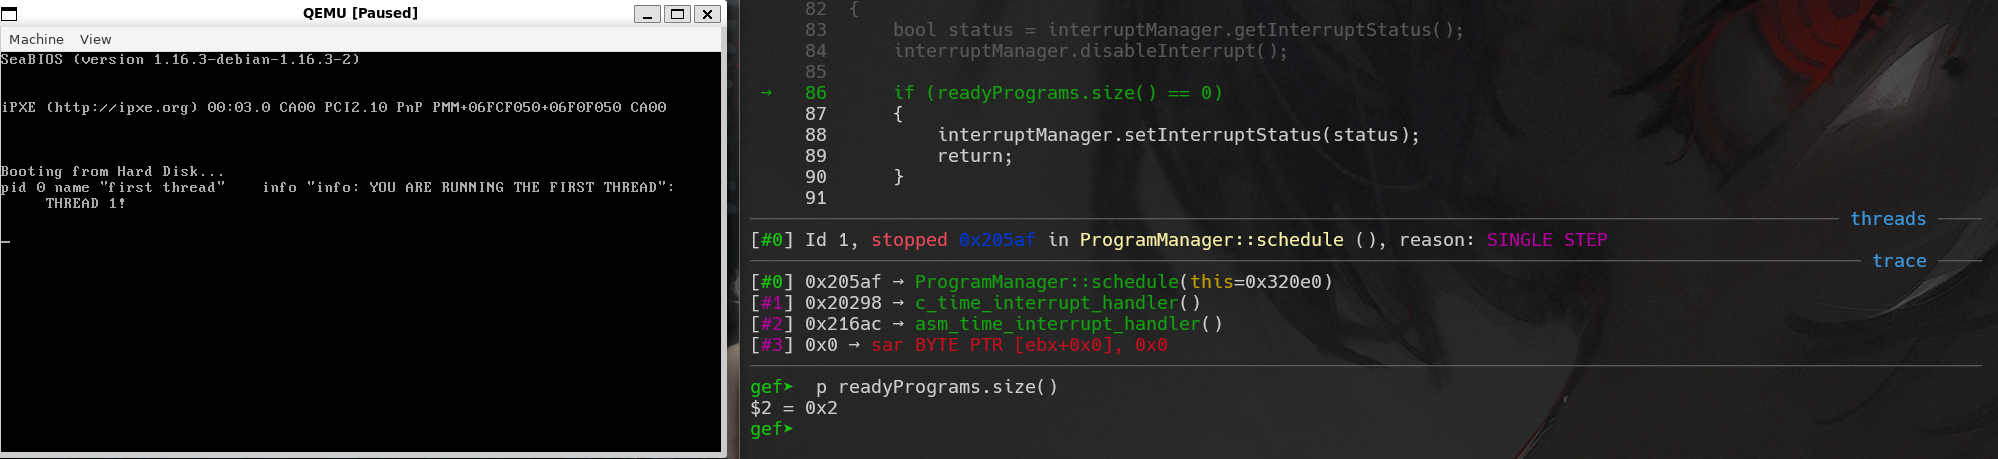 QEMU [Paused]
Machine View
SeaBIOS (version 1.16.3-debian-1.16.3-2)
iPXE (http://ipxe.org) 00:03.0 CA00 PCI2.10 PnP PMM+06FCF050+06F0F050 CA00
Booting from Hard Disk...
pid 0 name "first thread"    info "info: YOU ARE RUNNING THE FIRST THREAD":
THREAD 1!
82 {
83     bool status = interruptManager.getInterruptStatus();
84     interruptManager.disableInterrupt();
85
→ 86     if (readyPrograms.size() == 0)
87     {
88         interruptManager.setInterruptStatus(status);
89         return;
90     }
91
threads
[#0] Id 1, stopped 0x205af in ProgramManager::schedule (), reason: SINGLE STEP
trace
[#0] 0x205af → ProgramManager::schedule(this=0x320e0)
[#1] 0x20298 → c_time_interrupt_handler()
[#2] 0x216ac → asm_time_interrupt_handler()
[#3] 0x0 → sar BYTE PTR [ebx+0x0], 0x0
gef➤  p readyPrograms.size()
$2 = 0x2
gef➤